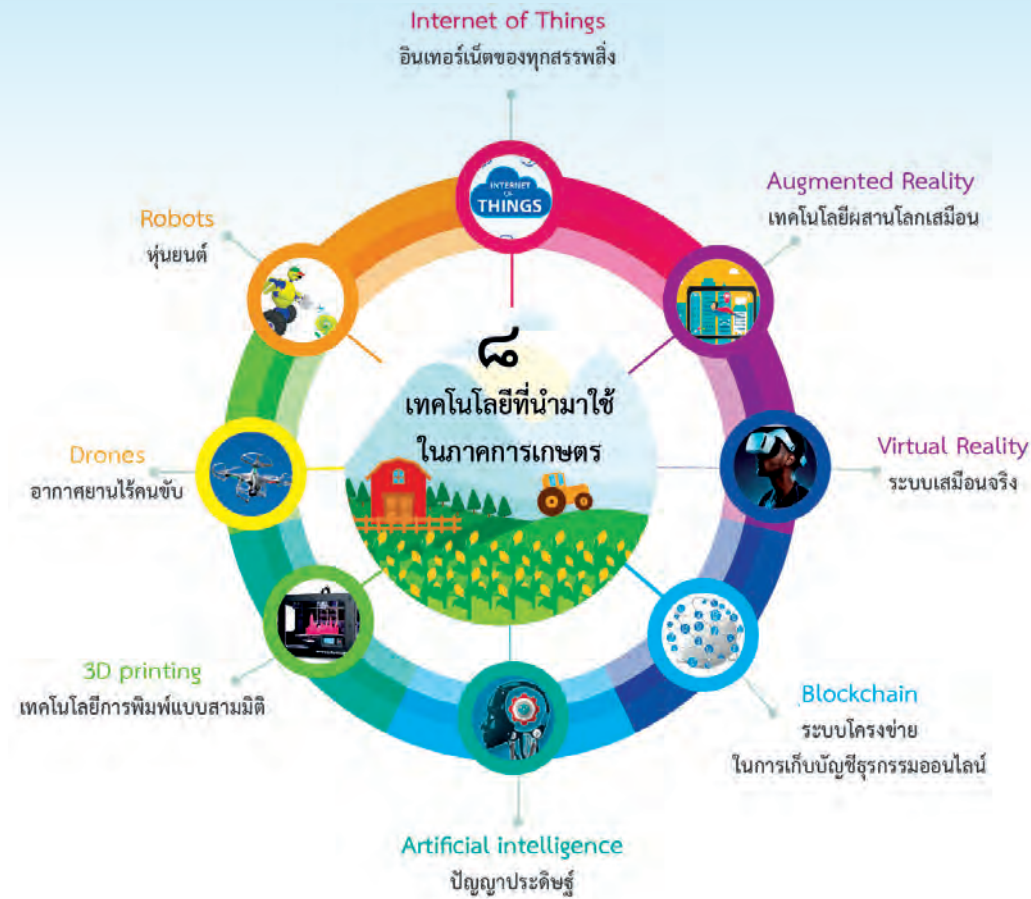 Internet of Things
อินเทอร์เน็ตของทุกสรรพสิ่ง
INTERNET
OF
THINGS
Augmented Reality
เทคโนโลยีผสานโลกเสมือน
Robots
หุ่นยนต์
๘
เทคโนโลยีที่นำมาใช้
ในภาคการเกษตร
Virtual Reality
ระบบเสมือนจริง
Drones
อากาศยานไร้คนขับ
3D printing
เทคโนโลยีการพิมพ์แบบสามมิติ
Blockchain
ระบบโครงข่าย
ในการเก็บบัญชีธุรกรรมออนไลน์
Artificial intelligence
ปัญญาประดิษฐ์